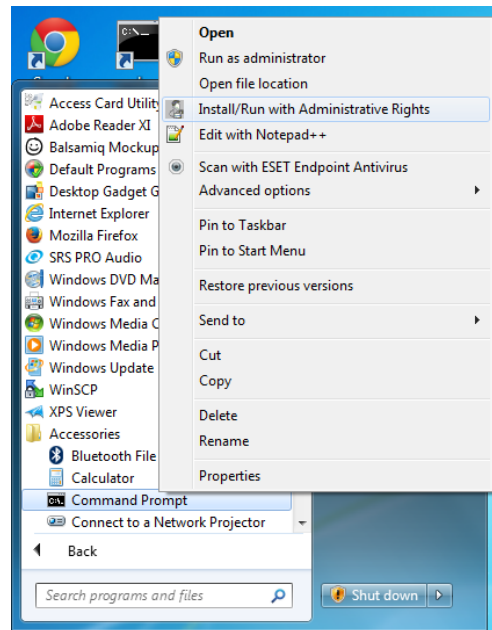 C:\.
Open
Run as administrator
Open file location
Install/Run with Administrative Rights
Edit with Notepad++
Scan with ESET Endpoint Antivirus
Advanced options
Pin to Taskbar
Pin to Start Menu
Restore previous versions
Send to
Cut
Copy
Delete
Rename
Properties
Access Card Utility
Adobe Reader XI
Balsamiq Mockup
Default Programs
Desktop Gadget G
Internet Explorer
Mozilla Firefox
SRS PRO Audio
Windows DVD Ma
Windows Fax and
Windows Media C
Windows Media P
Windows Update
WinSCP
XPS Viewer
Accessories
Bluetooth File
Calculator
Command Prompt
Connect to a Network Projector
Back
Search programs and files
Shut down